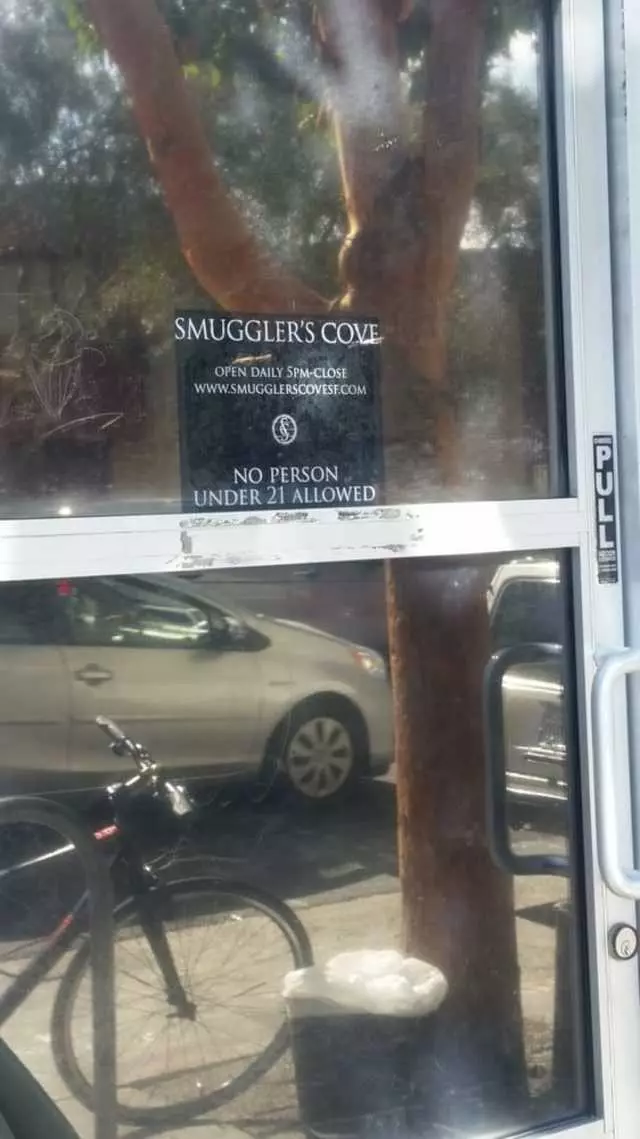 SMUGGLER'S COVE
OPEN DAILY 5PM-CLOSE
WWW.SMUGGLERSCOVESF.COM
NO PERSON
UNDER 21 ALLOWED
PULL